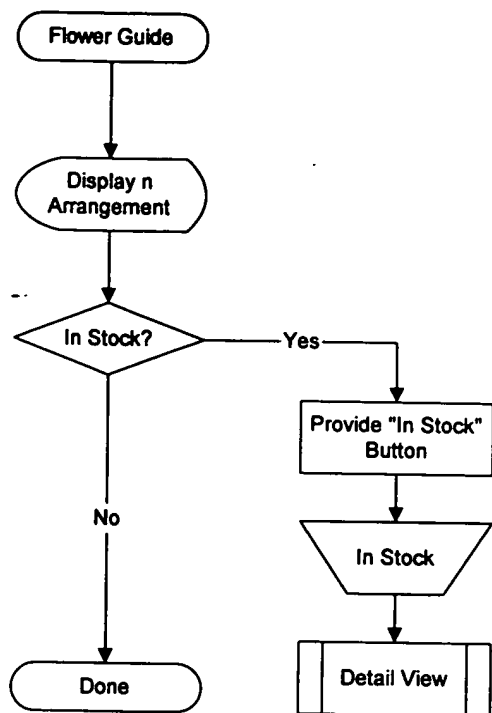 Flower Guide
Display n
Arrangement
In Stock?
Yes
Provide "In Stock"
Button
No
In Stock
Done
Detail View